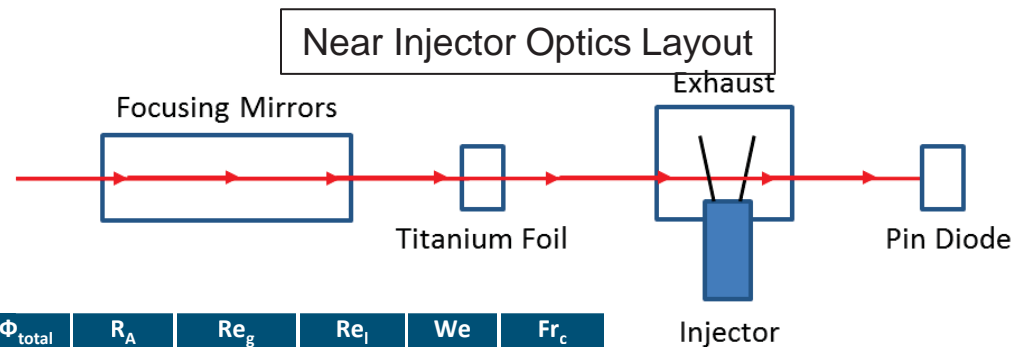 Near Injector Optics Layout
Exhaust
Focusing Mirrors
Titanium Foil
Pin Diode
Injector
Φtotal RA Reg Rel We Frc